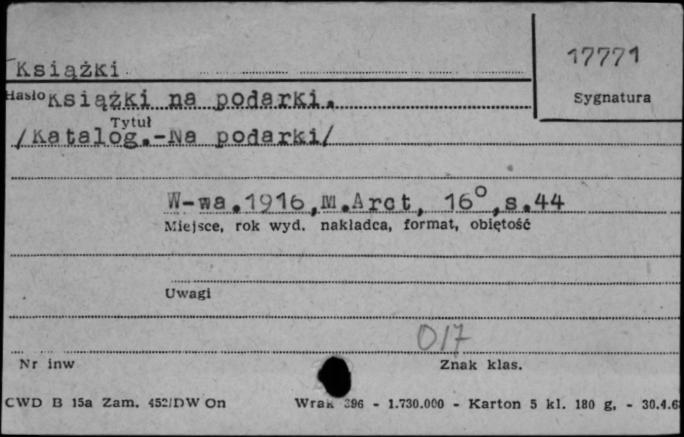 Książki
17771
Hasło Książki na podarki.
Sygnatura
Tytuł
/Katalog.-Na podarki/
W-wa.1916,M.Arct, 16°,s.44
Miejsce, rok wyd. nakładca, format, objętość
Uwagi
017
Nr inw
Znak klas.
CWD B 15a Zam. 452/DW On Wrak 396 - 1.730.000 - Karton 5 kl. 180 g. - 30.4.6